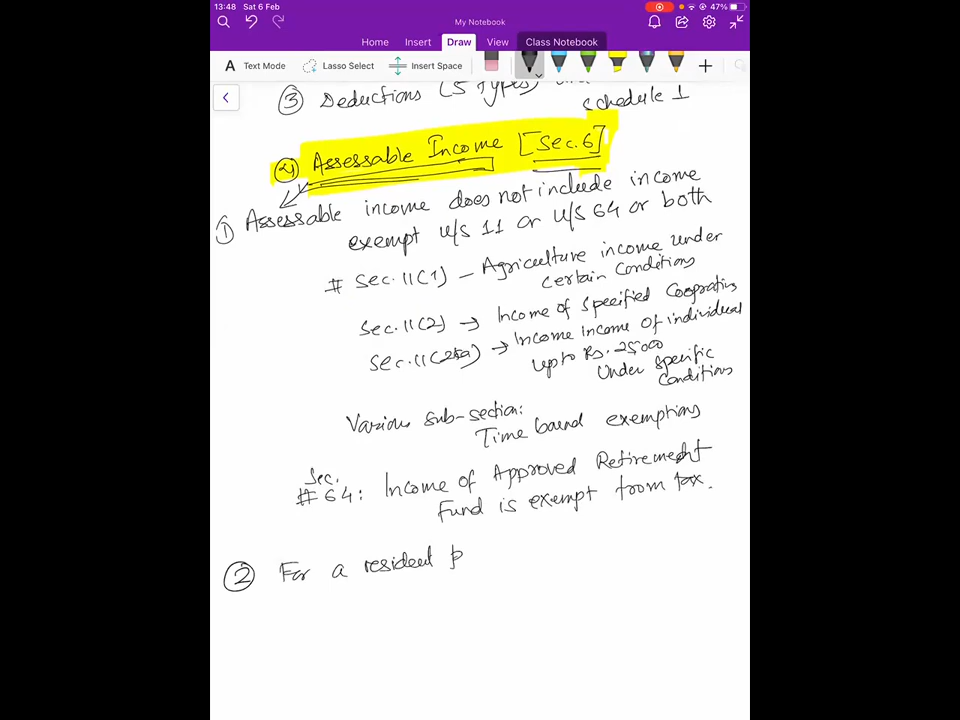 13:48 Sat 6 Feb
47%
My Notebook
Home Insert Draw View Class Notebook
A Text Mode Lasso Select Insert Space
③ Deductions (5 Types)
schedule 1
② Assessable Income [Sec.6]
① Assessable income does not include income
exempt u/s 11 or u/s 64 or both
# Sec.11(1) – Agriculture income under
certain Conditions
Sec.11(2) → Income of Specified Cooprativs
Sec.11( ) → Income Income of individual
upto Rs. 25000
Under Specific
Conditions
Various sub-section:
Time bound exemptions
Sec.
# 64: Income of Approved Retirement
Fund is exempt from tax.
② For a resident p